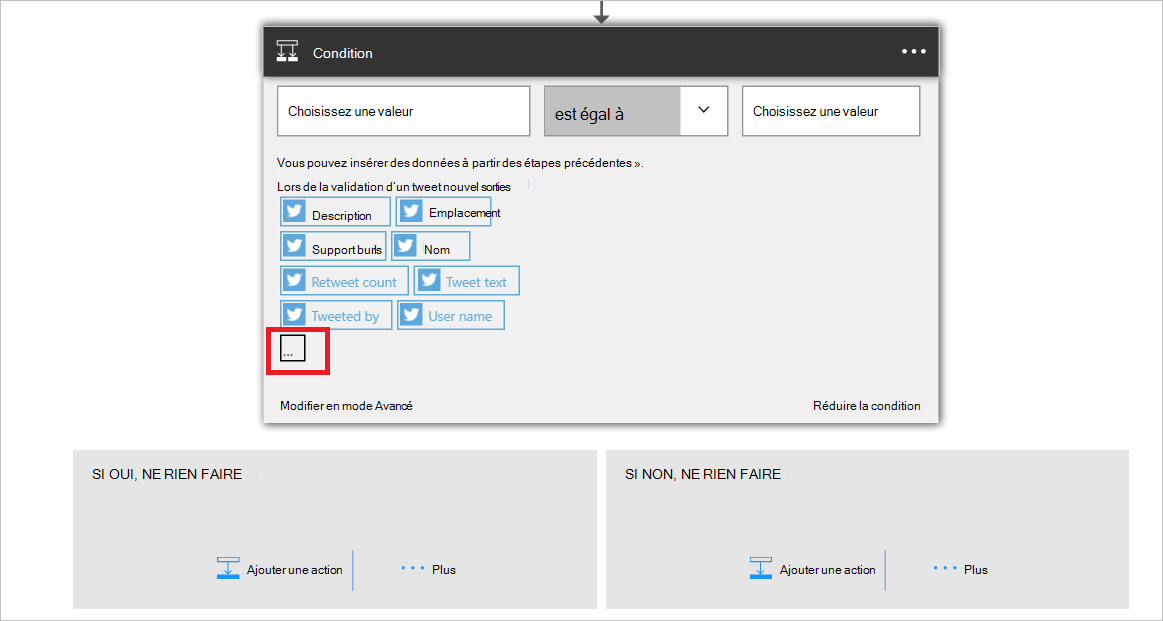 Condition
Choisissez une valeur
est égal à
Choisissez une valeur
Vous pouvez insérer des données à partir des étapes précédentes ».
Lors de la validation d'un tweet nouvel sorties
Description
Emplacement
Support burls
Nom
Retweet count
Tweet text
Tweeted by
User name
...
Modifier en mode Avancé
Réduire la condition
SI OUI, NE RIEN FAIRE
SI NON, NE RIEN FAIRE
Ajouter une action
Plus
Ajouter une action
Plus